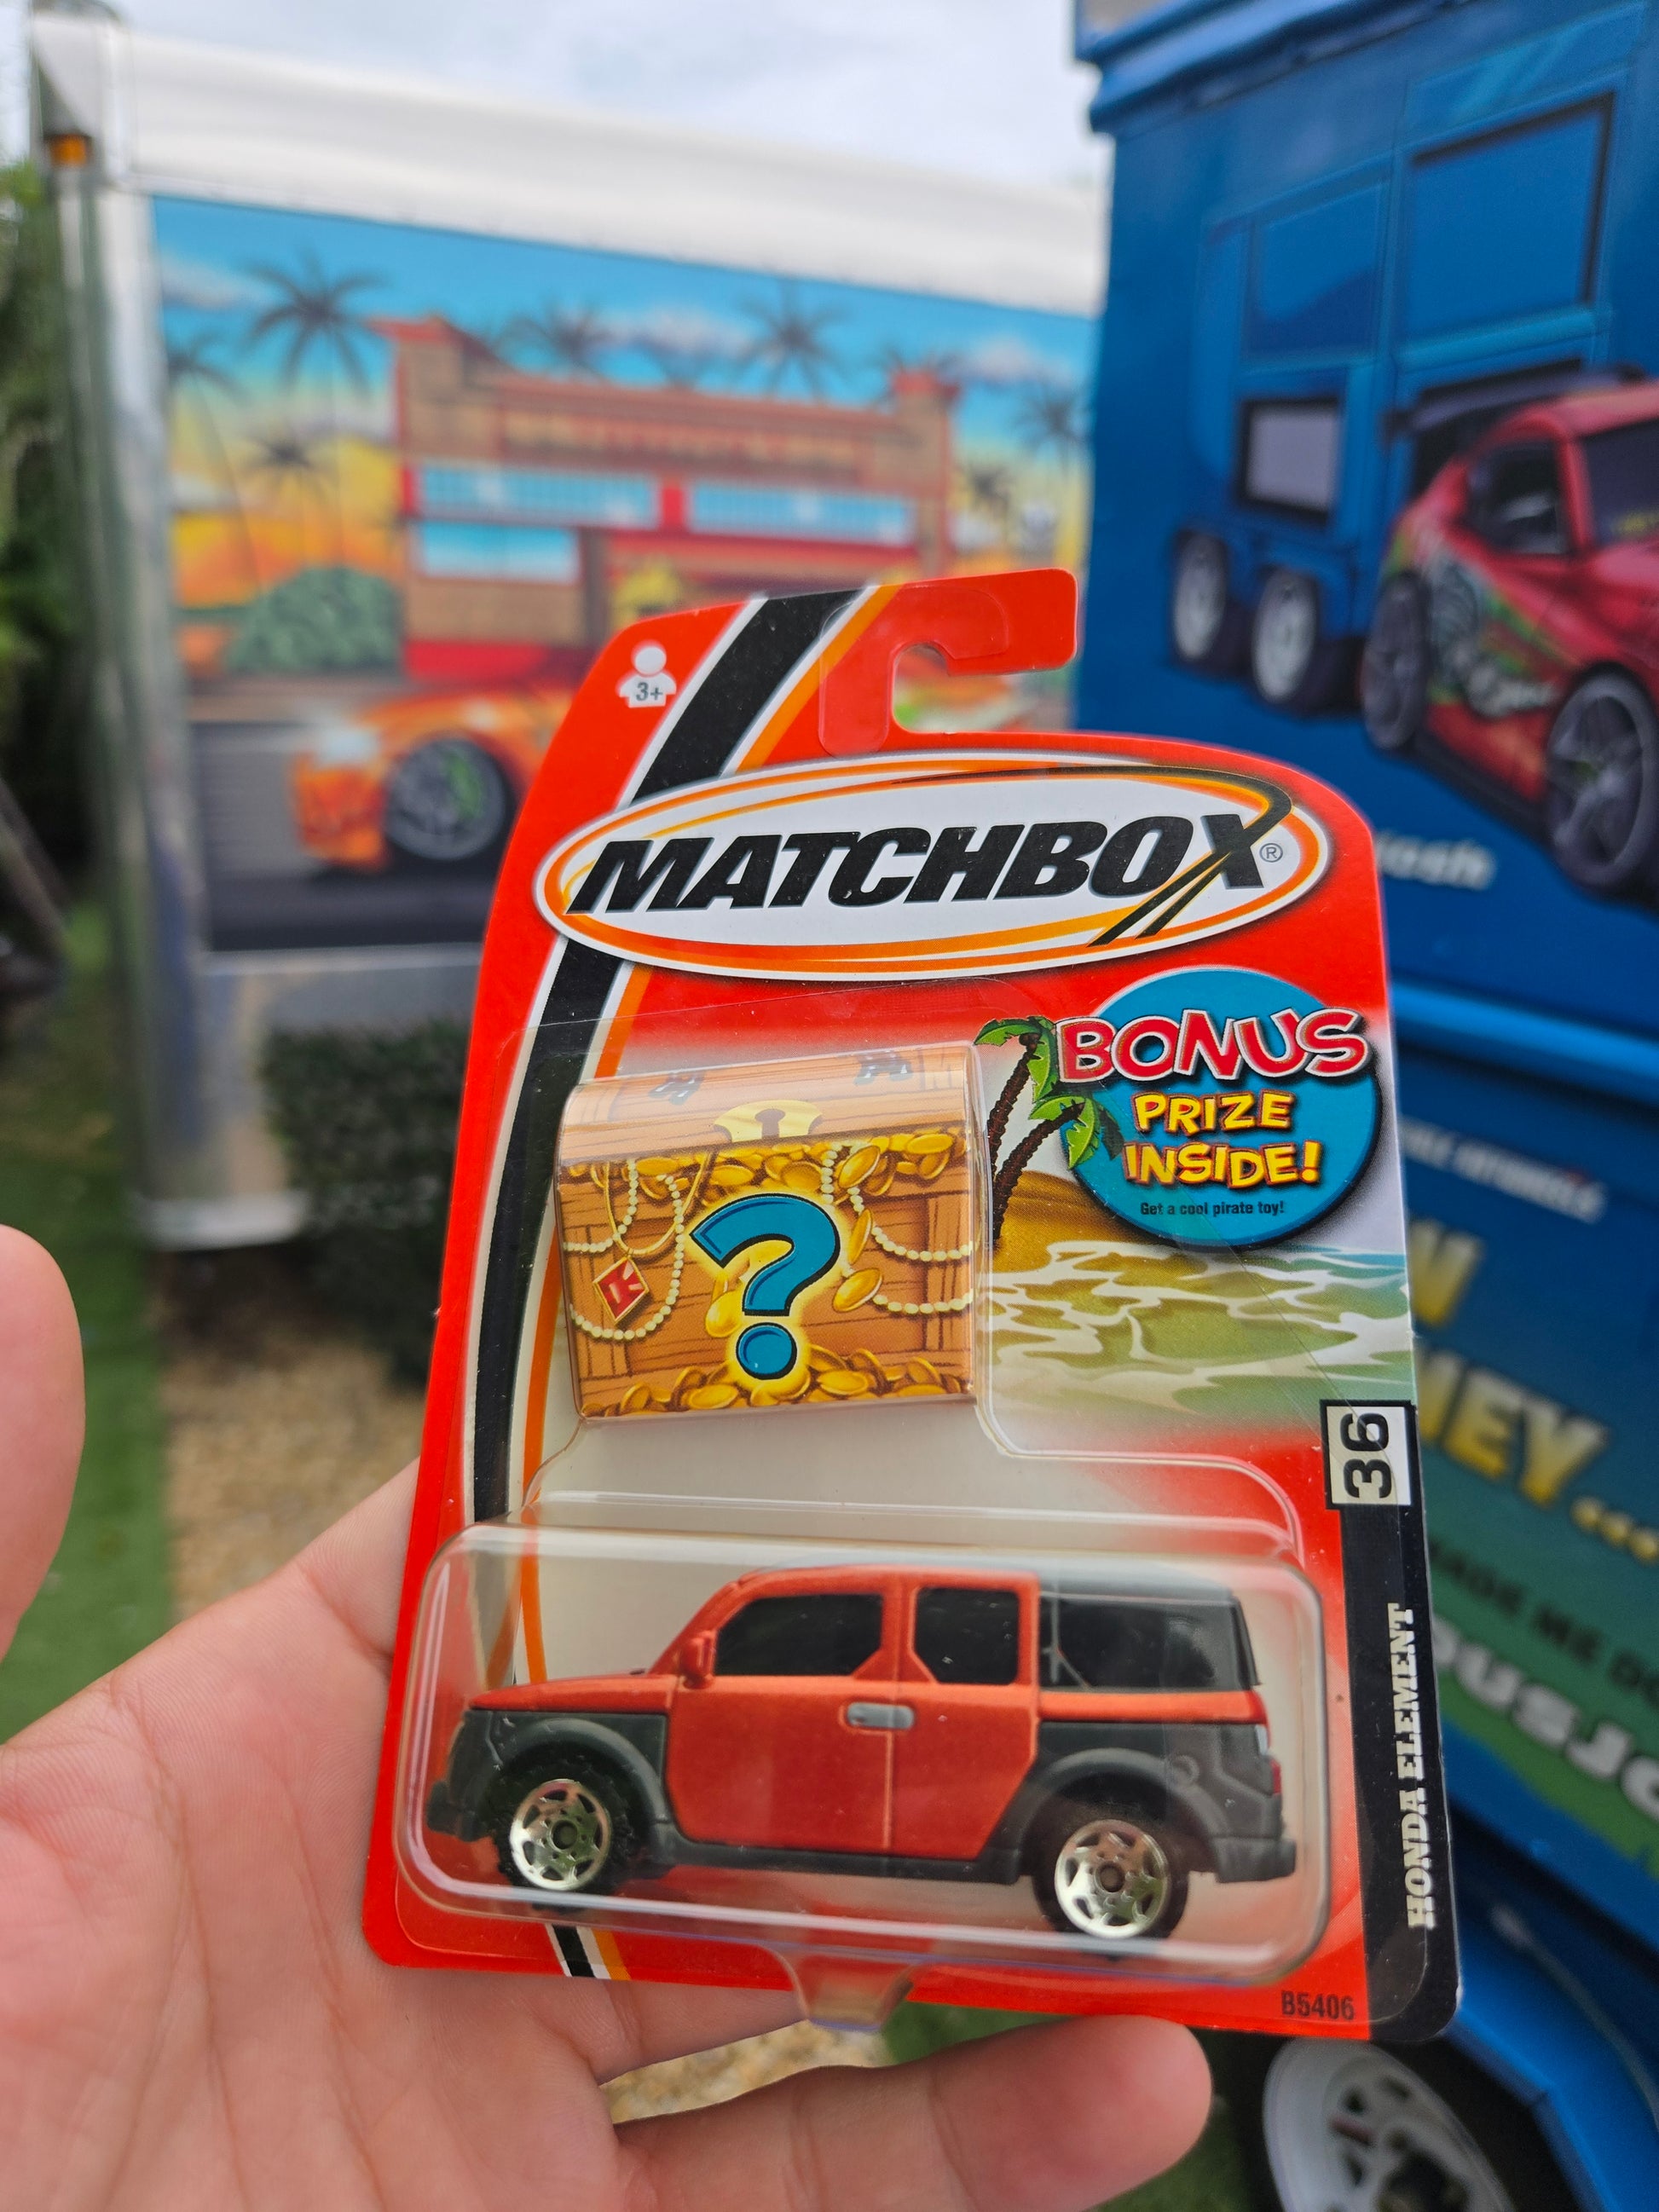 3+
MATCHBOX®
BONUS
PRIZE
INSIDE!
Get a cool pirate toy!
?
36
HONDA ELEMENT
B5406